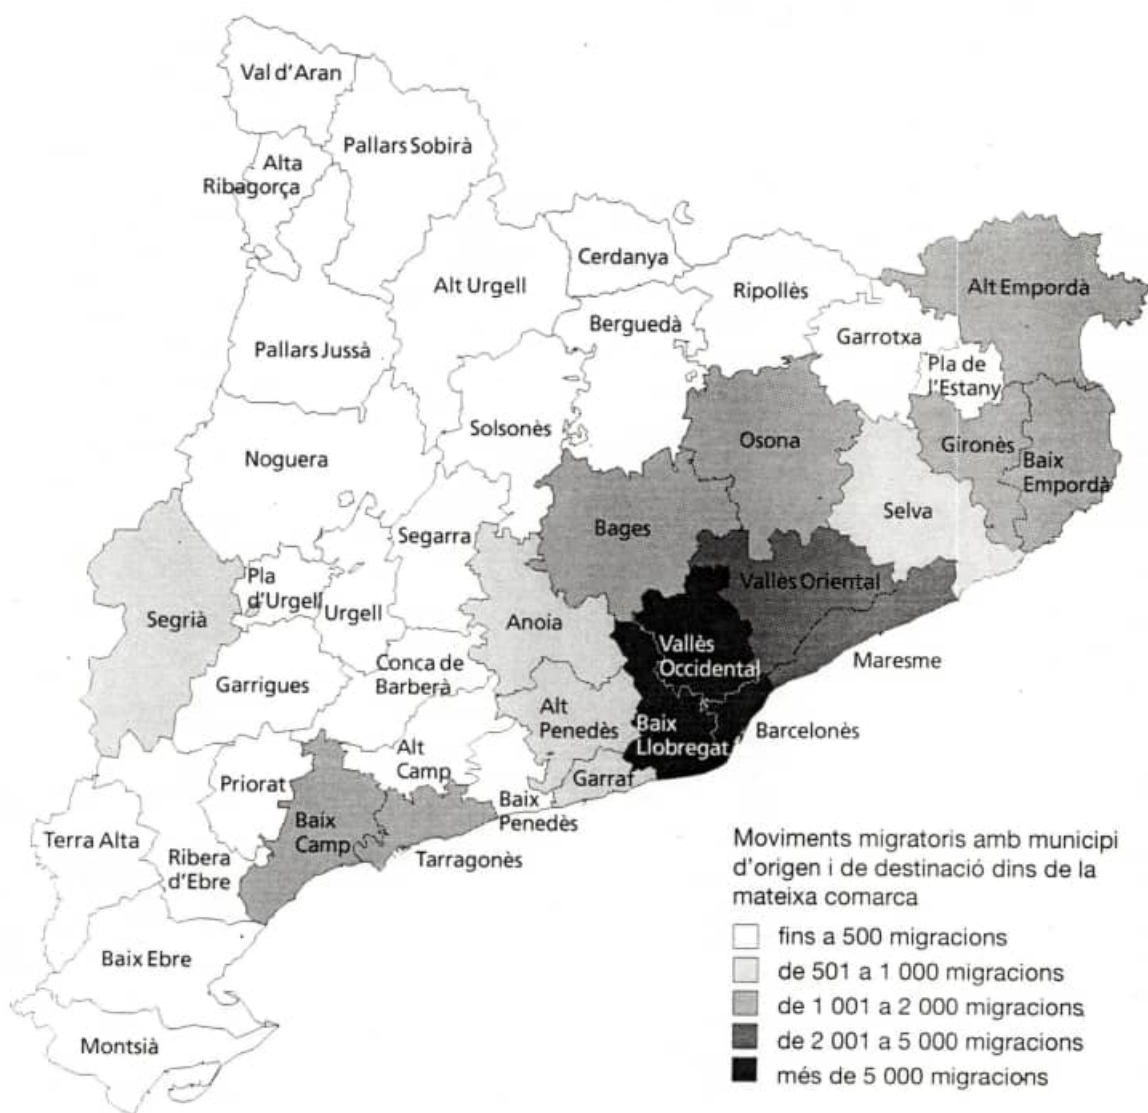 Val d'Aran
Pallars Sobirà
Alta
Ribagorça
Cerdanya
Alt Urgell
Ripollès
Alt Empordà
Berguedà
Garrotxa
Pallars Jussà
Pla de
l'Estany
Solsonès
Osona
Gironès
Noguera
Baix
Empordà
Selva
Bages
Segarra
Pla
d'Urgell
Vallès Oriental
Urgell
Segrià
Anoia
Vallès
Occidental
Maresme
Conca de
Barberà
Garrigues
Alt
Penedès
Baix
Llobregat
Barcelonès
Alt
Camp
Garraf
Priorat
Baix
Penedès
Baix
Camp
Terra Alta
Tarragonès
Ribera
d'Ebre
Baix Ebre
Montsià
Moviments migratoris amb municipi
d'origen i de destinació dins de la
mateixa comarca
fins a 500 migracions
de 501 a 1 000 migracions
de 1 001 a 2 000 migracions
de 2 001 a 5 000 migracions
més de 5 000 migracions